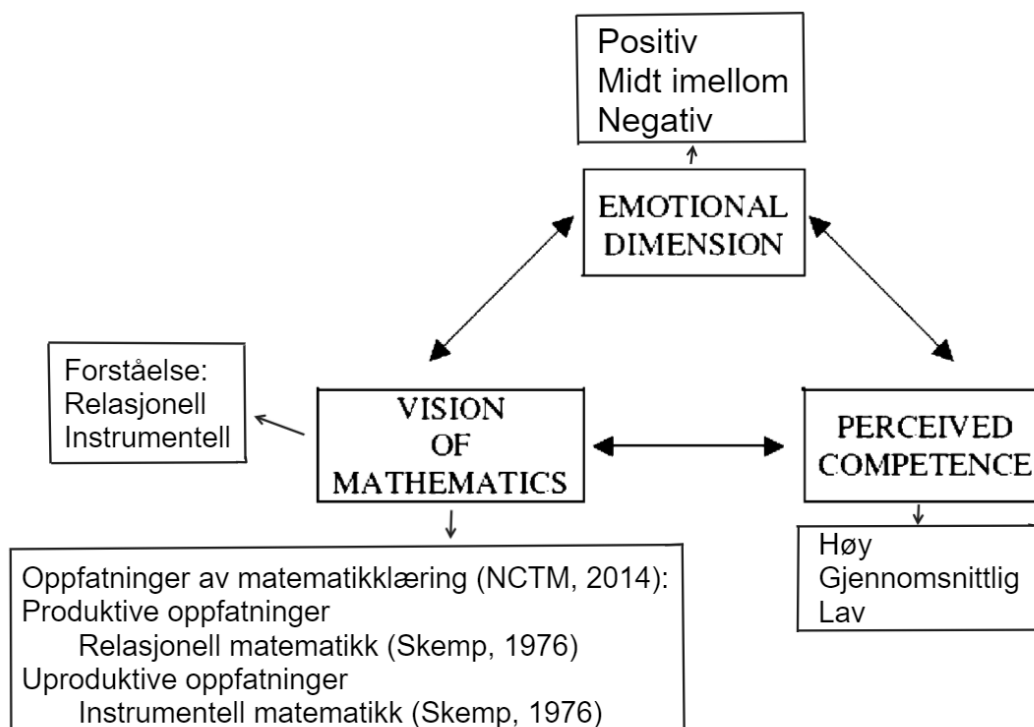 Positiv
Midt imellom
Negativ
EMOTIONAL
DIMENSION
Forståelse:
Relasjonell
Instrumentell
VISION
OF
MATHEMATICS
PERCEIVED
COMPETENCE
Oppfatninger av matematikklæring (NCTM, 2014):
Produktive oppfatninger
Relasjonell matematikk (Skemp, 1976)
Uproduktive oppfatninger
Instrumentell matematikk (Skemp, 1976)
Høy
Gjennomsnittlig
Lav